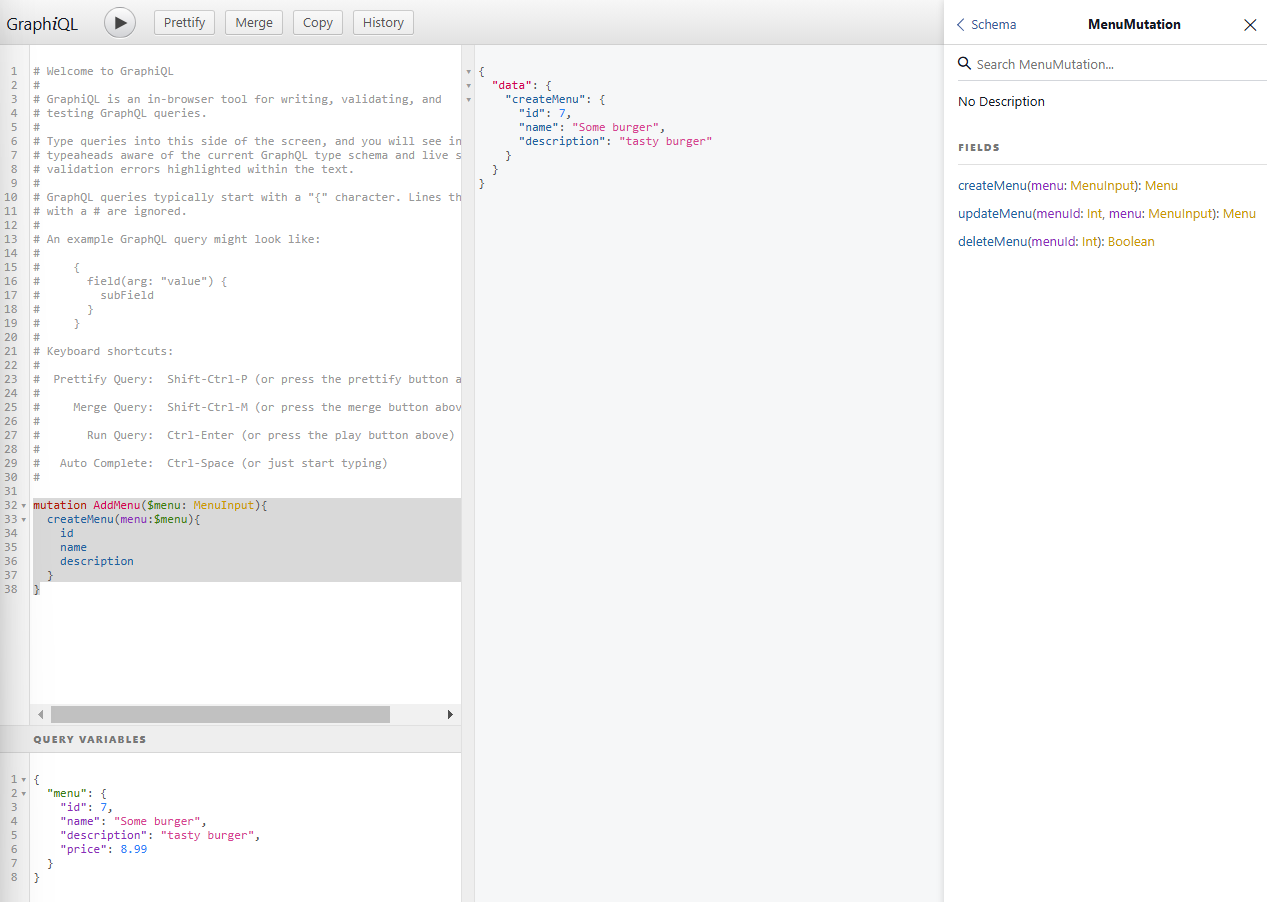 GraphiQL
Prettify
Merge
Copy
History
1 # Welcome to GraphiQL
2 #
3 # GraphiQL is an in-browser tool for writing, validating, and
4 # testing GraphQL queries.
5 #
6 # Type queries into this side of the screen, and you will see in
7 # typeaheads aware of the current GraphQL type schema and live s
8 # validation errors highlighted within the text.
9 #
10 # GraphQL queries typically start with a "{" character. Lines th
11 # with a # are ignored.
12 #
13 # An example GraphQL query might look like:
14 #
15 #     {
16 #       field(arg: "value") {
17 #         subField
18 #       }
19 #     }
20 #
21 # Keyboard shortcuts:
22 #
23 #  Prettify Query:  Shift-Ctrl-P (or press the prettify button a
24 #
25 #     Merge Query:  Shift-Ctrl-M (or press the merge button abov
26 #
27 #       Run Query:  Ctrl-Enter (or press the play button above)
28 #
29 #   Auto Complete:  Ctrl-Space (or just start typing)
30 #
31
32 mutation AddMenu($menu: MenuInput){
33   createMenu(menu:$menu){
34     id
35     name
36     description
37   }
38 }
QUERY VARIABLES
1 {
2   "menu": {
3     "id": 7,
4     "name": "Some burger",
5     "description": "tasty burger",
6     "price": 8.99
7   }
8 }
{
  "data": {
    "createMenu": {
      "id": 7,
      "name": "Some burger",
      "description": "tasty burger"
    }
  }
}
Schema
MenuMutation
Search MenuMutation...
No Description
FIELDS
createMenu(menu: MenuInput): Menu
updateMenu(menuId: Int, menu: MenuInput): Menu
deleteMenu(menuId: Int): Boolean